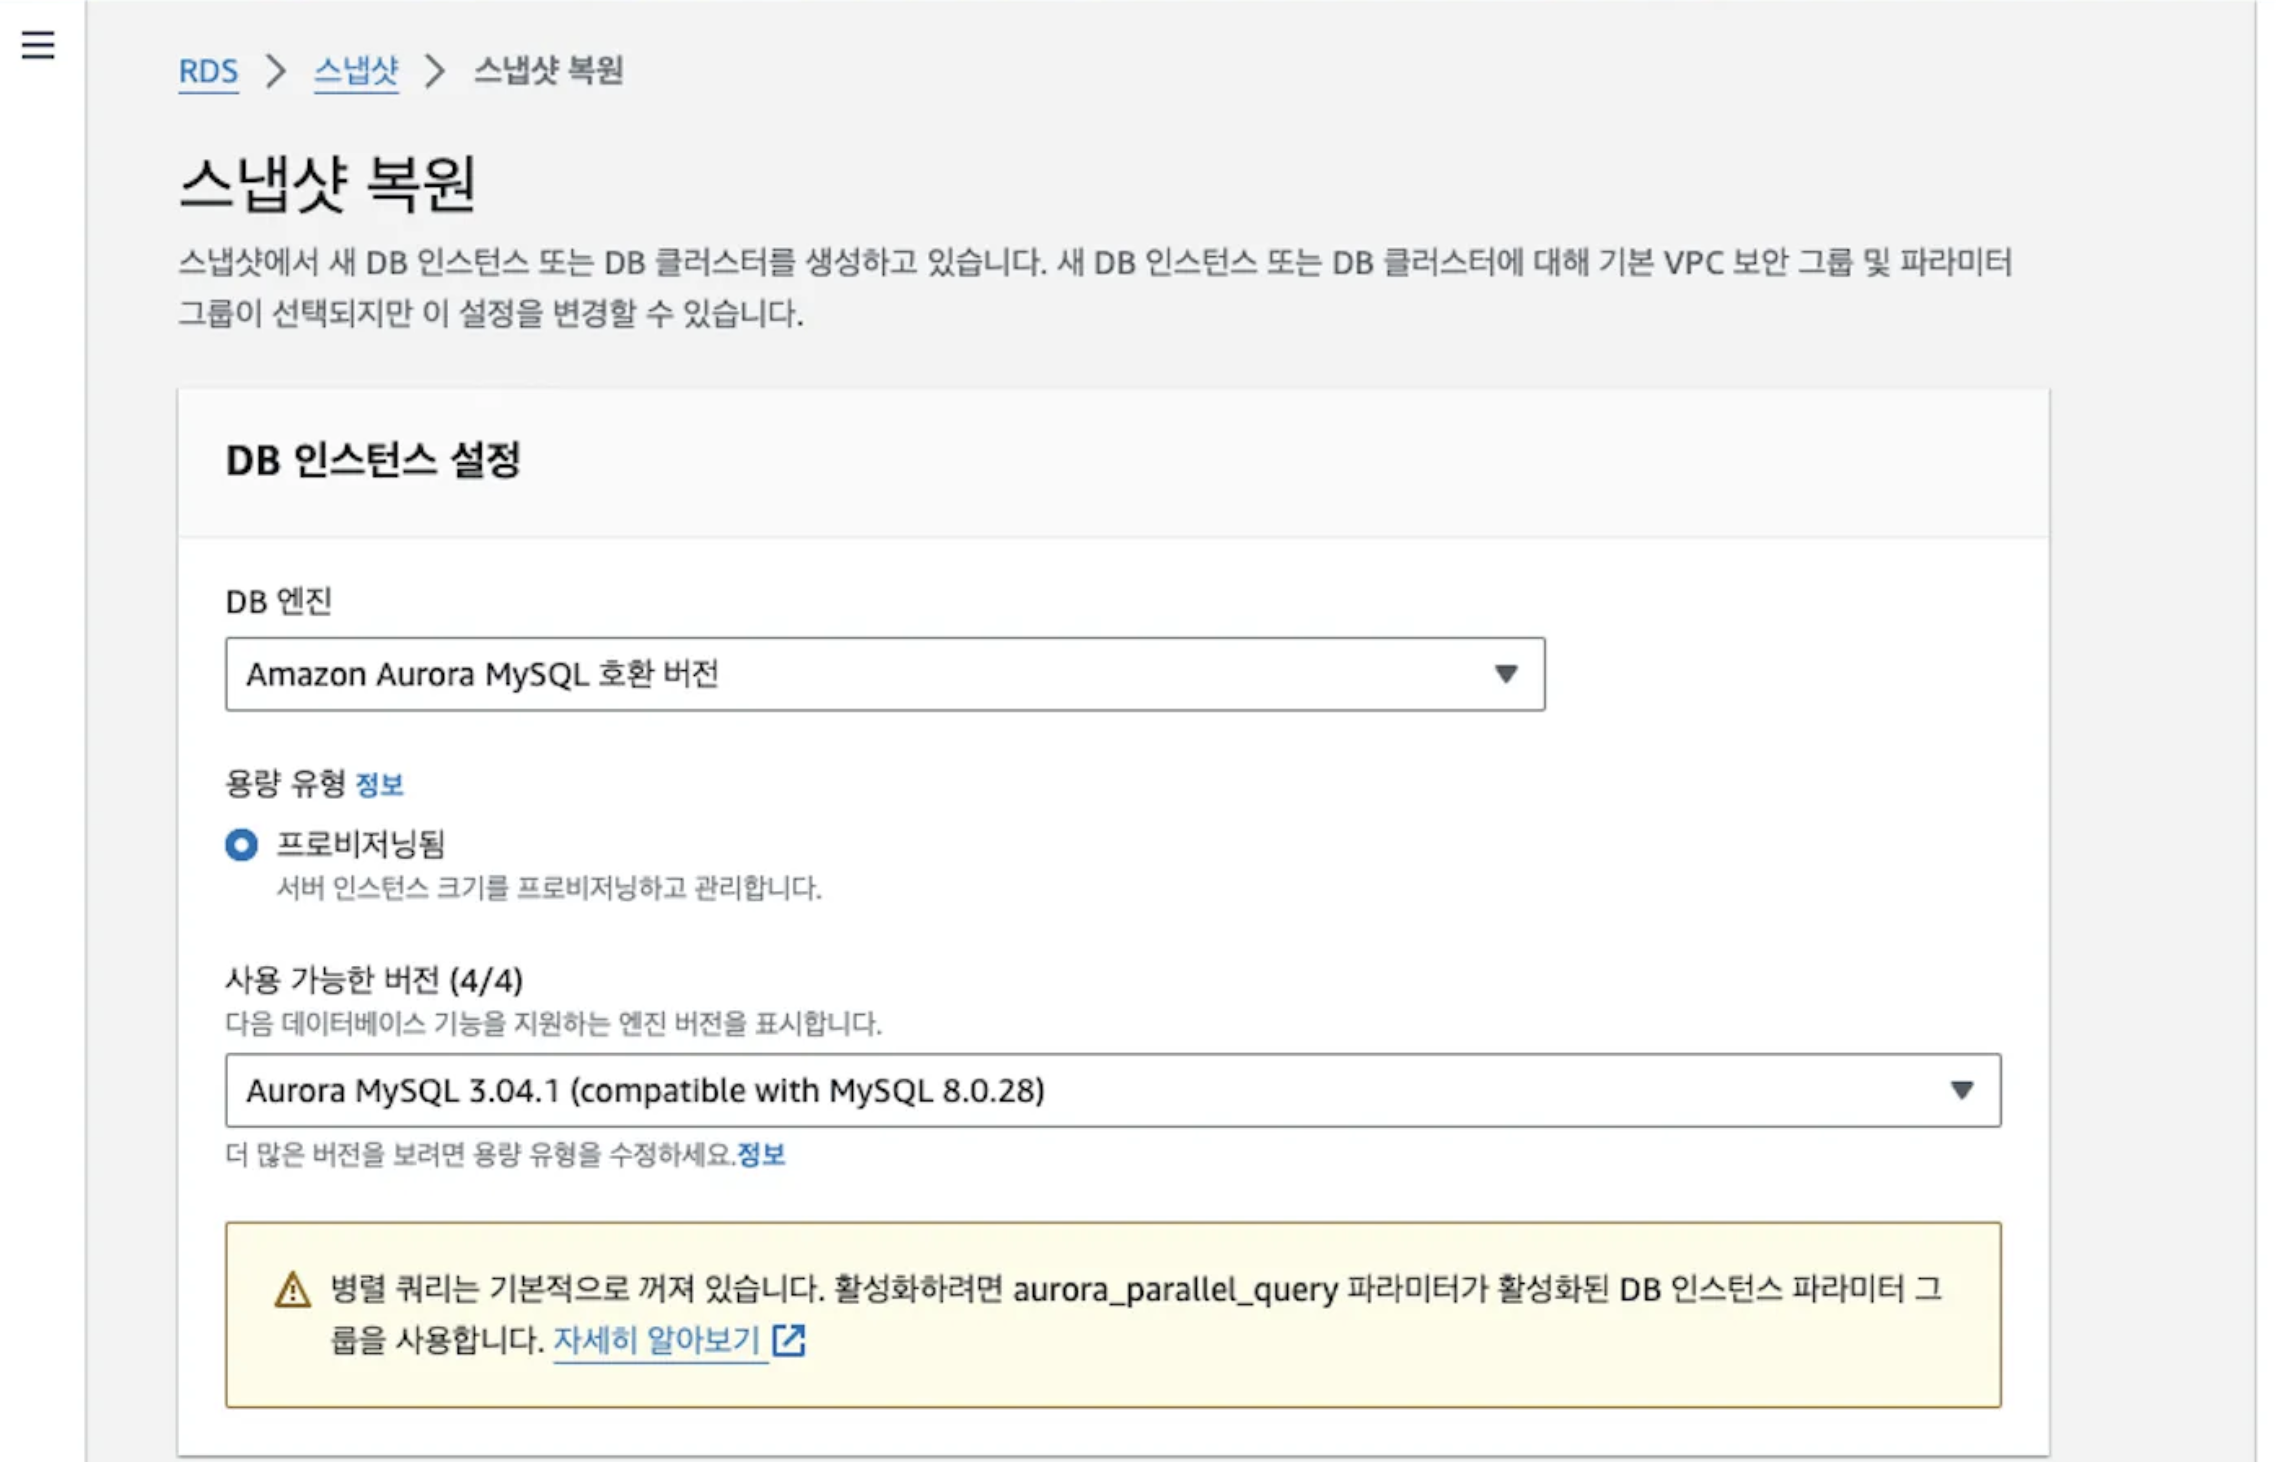 RDS > 스냅샷 > 스냅샷 복원
스냅샷 복원
스냅샷에서 새 DB 인스턴스 또는 DB 클러스터를 생성하고 있습니다. 새 DB 인스턴스 또는 DB 클러스터에 대해 기본 VPC 보안 그룹 및 파라미터
그룹이 선택되지만 이 설정을 변경할 수 있습니다.
DB 인스턴스 설정
DB 엔진
Amazon Aurora MySQL 호환 버전
용량 유형 정보
프로비저닝됨
서버 인스턴스 크기를 프로비저닝하고 관리합니다.
사용 가능한 버전 (4/4)
다음 데이터베이스 기능을 지원하는 엔진 버전을 표시합니다.
Aurora MySQL 3.04.1 (compatible with MySQL 8.0.28)
더 많은 버전을 보려면 용량 유형을 수정하세요.정보
병렬 쿼리는 기본적으로 꺼져 있습니다. 활성화하려면 aurora_parallel_query 파라미터가 활성화된 DB 인스턴스 파라미터 그
룹을 사용합니다. 자세히 알아보기